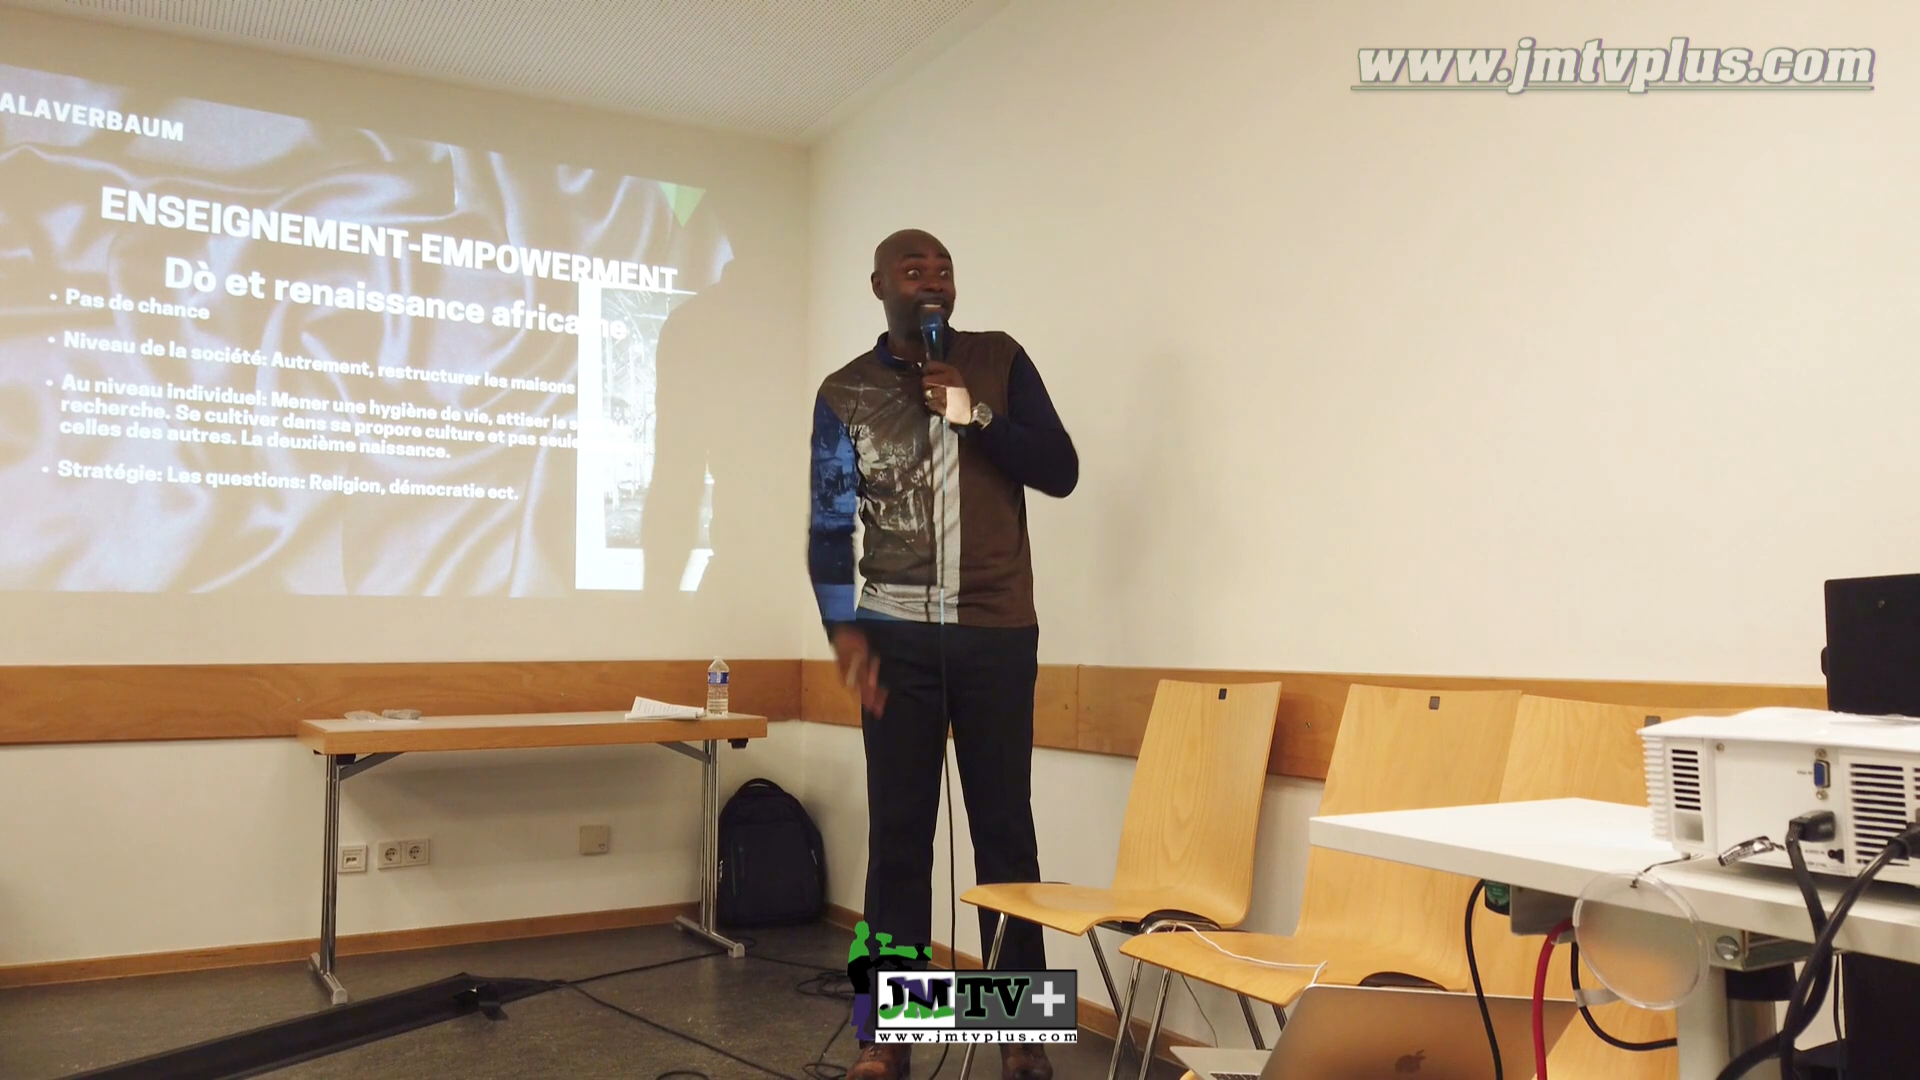 www.jmtvplus.com
ALAVERBAUM
ENSEIGNEMENT-EMPOWERMENT
Dò et renaissance africaine
• Pas de chance
• Niveau de la société: Autrement, restructurer les maisons
• Au niveau individuel: Mener une hygiène de vie, attiser le s
recherche. Se cultiver dans sa propore culture et pas seule
celles des autres. La deuxième naissance.
• Stratégie: Les questions: Religion, démocratie ect.
JMTV+
www.jmtvplus.com